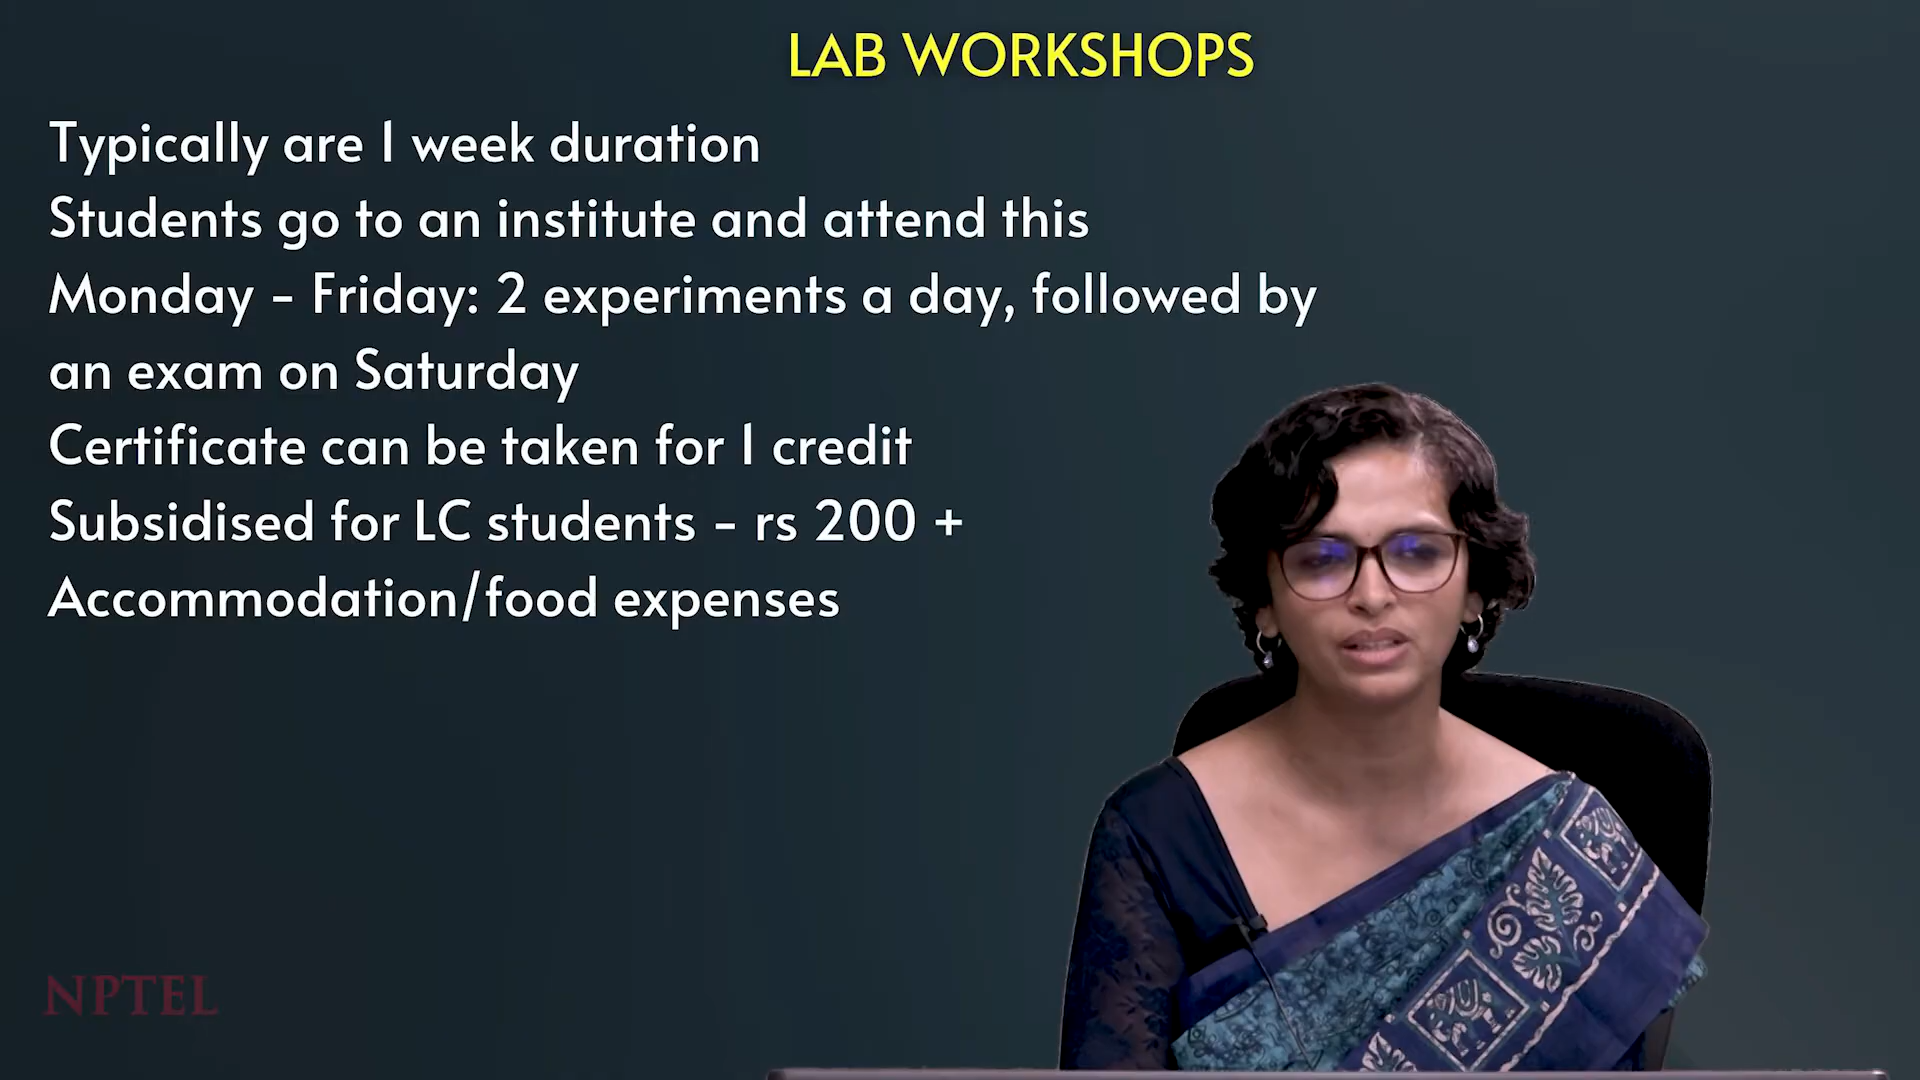 LAB WORKSHOPS
Typically are 1 week duration
Students go to an institute and attend this
Monday - Friday: 2 experiments a day, followed by
an exam on Saturday
Certificate can be taken for 1 credit
Subsidised for LC students - rs 200 +
Accommodation/food expenses
NPTEL